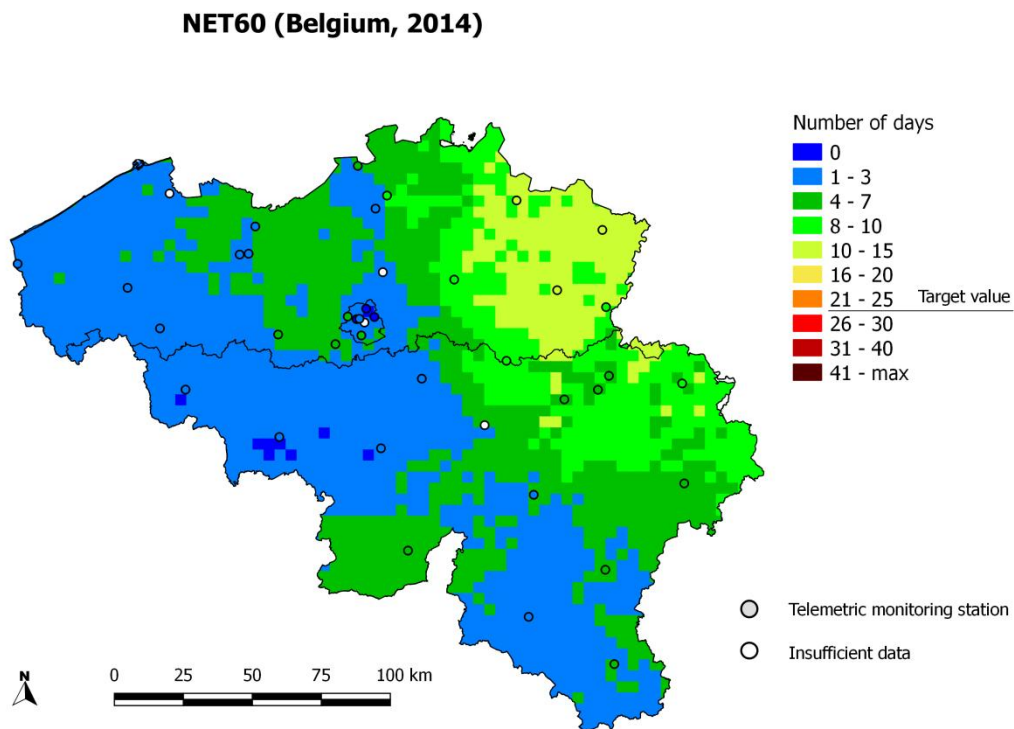 NET60 (Belgium, 2014)
Number of days
0
1 - 3
4 - 7
8 - 10
10 - 15
16 - 20
21 - 25
Target value
26 - 30
31 - 40
41 - max
Telemetric monitoring station
Insufficient data
N
0 25 50 75 100 km